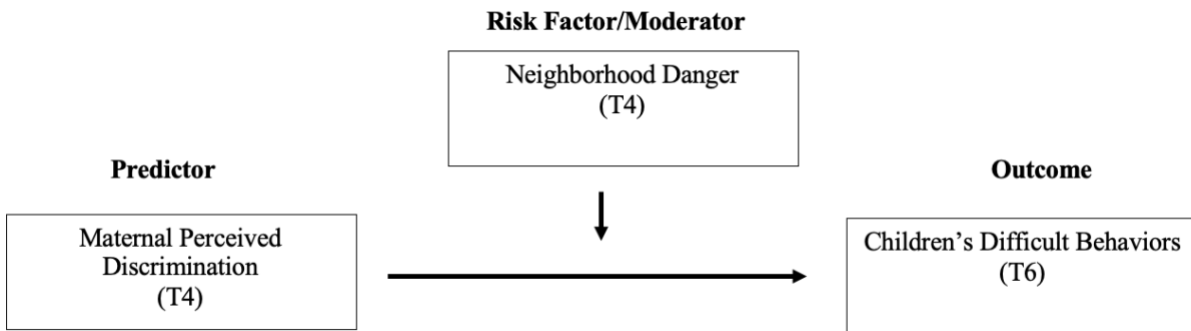 Risk Factor/Moderator
Neighborhood Danger
(T4)
Predictor
Outcome
Maternal Perceived
Discrimination
(T4)
Children’s Difficult Behaviors
(T6)